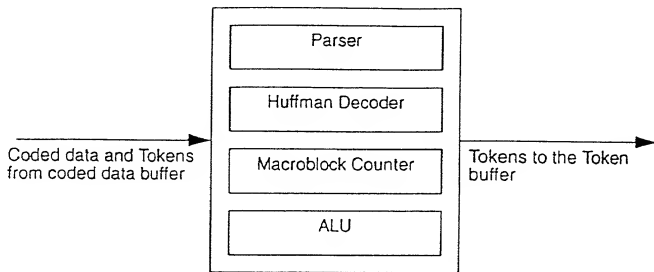 Parser
Huffman Decoder
Coded data and Tokens
from coded data buffer
Macroblock Counter
Tokens to the Token
buffer
ALU